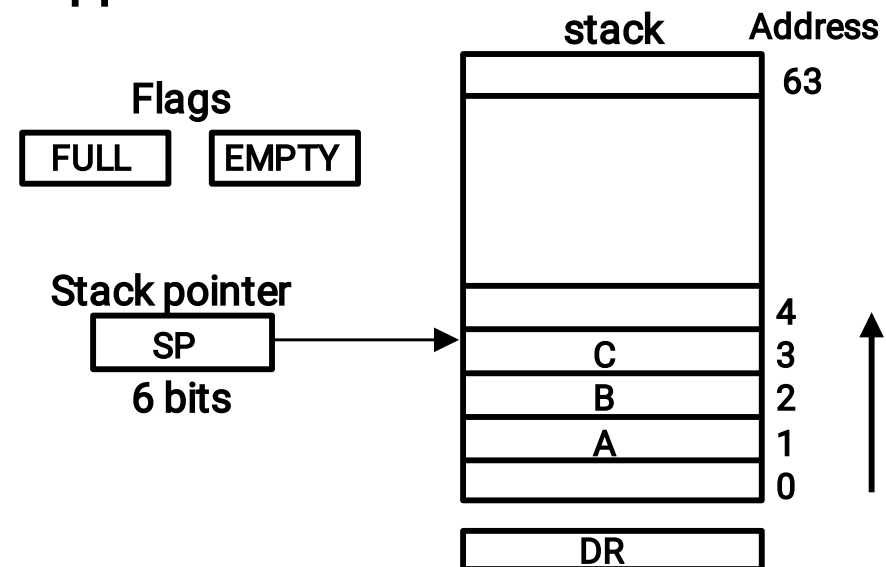 stack
Address
63
Flags
FULL
EMPTY
Stack pointer
SP
6 bits
4
C
3
B
2
A
1
0
DR